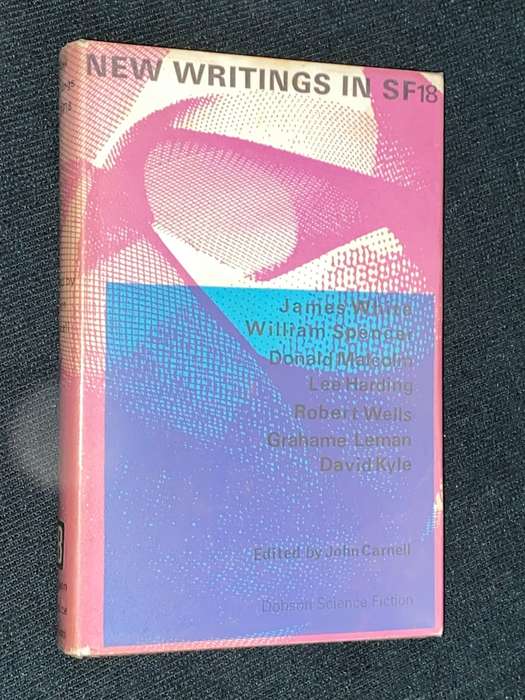 NEW WRITINGS IN SF18
James White
William Spencer
Donald Malcolm
Lee Harding
Robert Wells
Grahame Leman
David Kyle
Edited by John Carnell
Dobson Science Fiction